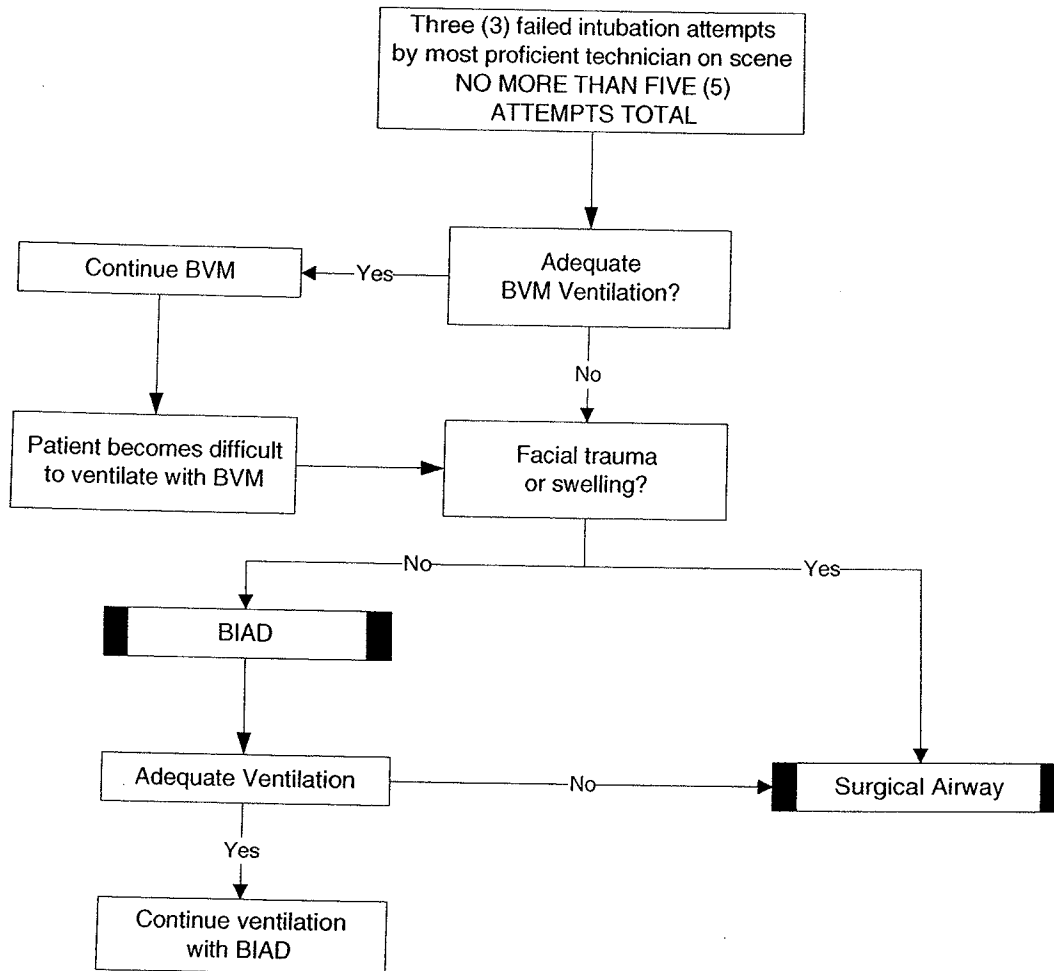 Three (3) failed intubation attempts
by most proficient technician on scene
NO MORE THAN FIVE (5)
ATTEMPTS TOTAL
Continue BVM
Yes
Adequate
BVM Ventilation?
No
Patient becomes difficult
to ventilate with BVM
Facial trauma
or swelling?
No
Yes
BIAD
Adequate Ventilation
No
Surgical Airway
Yes
Continue ventilation
with BIAD